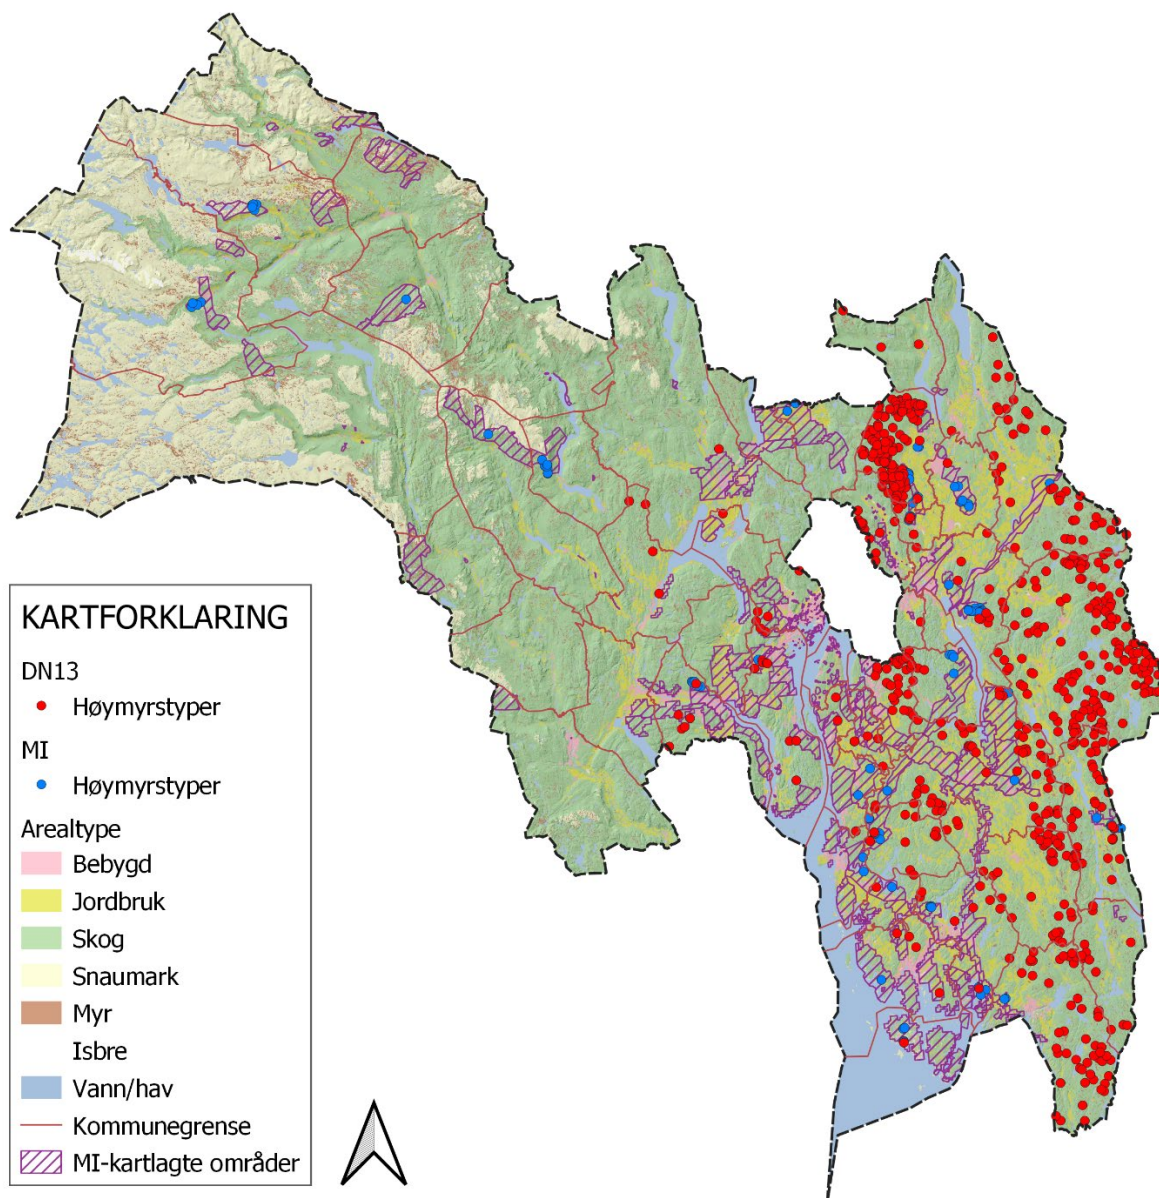 KARTFORKLARING
DN13
Høymyrstyper
MI
Høymyrstyper
Arealtype
Bebygd
Jordbruk
Skog
Snaumark
Myr
Isbre
Vann/hav
Kommunegrense
MI-kartlagte områder